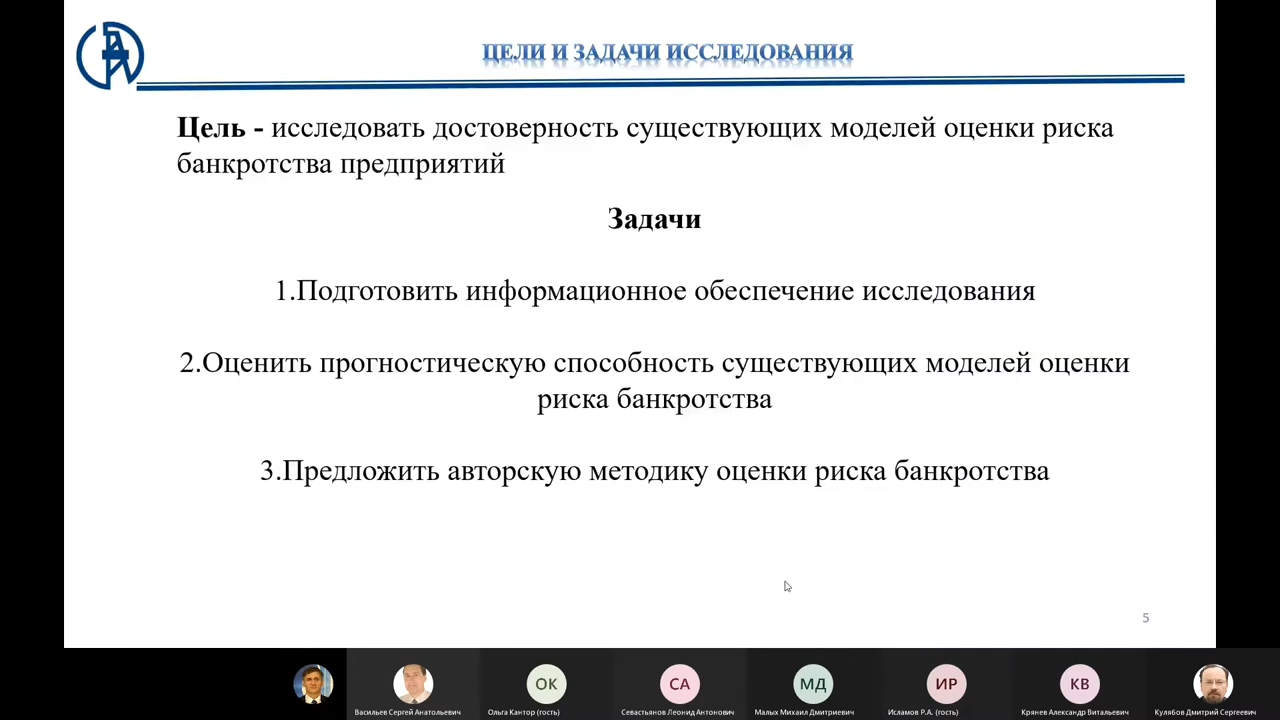 ЦЕЛИ И ЗАДАЧИ ИССЛЕДОВАНИЯ
Цель - исследовать достоверность существующих моделей оценки риска
банкротства предприятий
Задачи
1.Подготовить информационное обеспечение исследования
2.Оценить прогностическую способность существующих моделей оценки
риска банкротства
3.Предложить авторскую методику оценки риска банкротства
5
ОК
СА
МД
ИР
КВ
Васильев Сергей Анатольевич
Ольга Кантор (гость)
Севастьянов Леонид Антонович
Малых Михаил Дмитриевич
Исламов Р.А. (гость)
Крянев Александр Витальевич
Кулябов Дмитрий Сергеевич